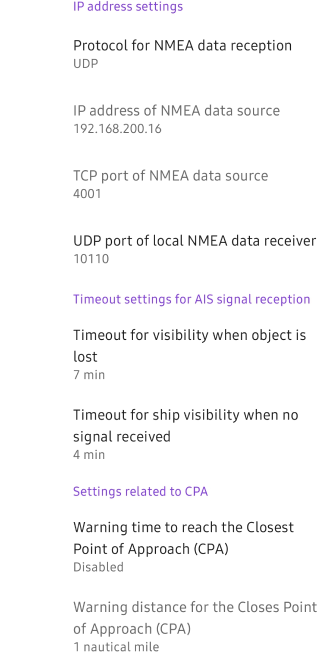 IP address settings
Protocol for NMEA data reception
UDP
IP address of NMEA data source
192.168.200.16
TCP port of NMEA data source
4001
UDP port of local NMEA data receiver
10110
Timeout settings for AIS signal reception
Timeout for visibility when object is
lost
7 min
Timeout for ship visibility when no
signal received
4 min
Settings related to CPA
Warning time to reach the Closest
Point of Approach (CPA)
Disabled
Warning distance for the Closes Point
of Approach (CPA)
1 nautical mile